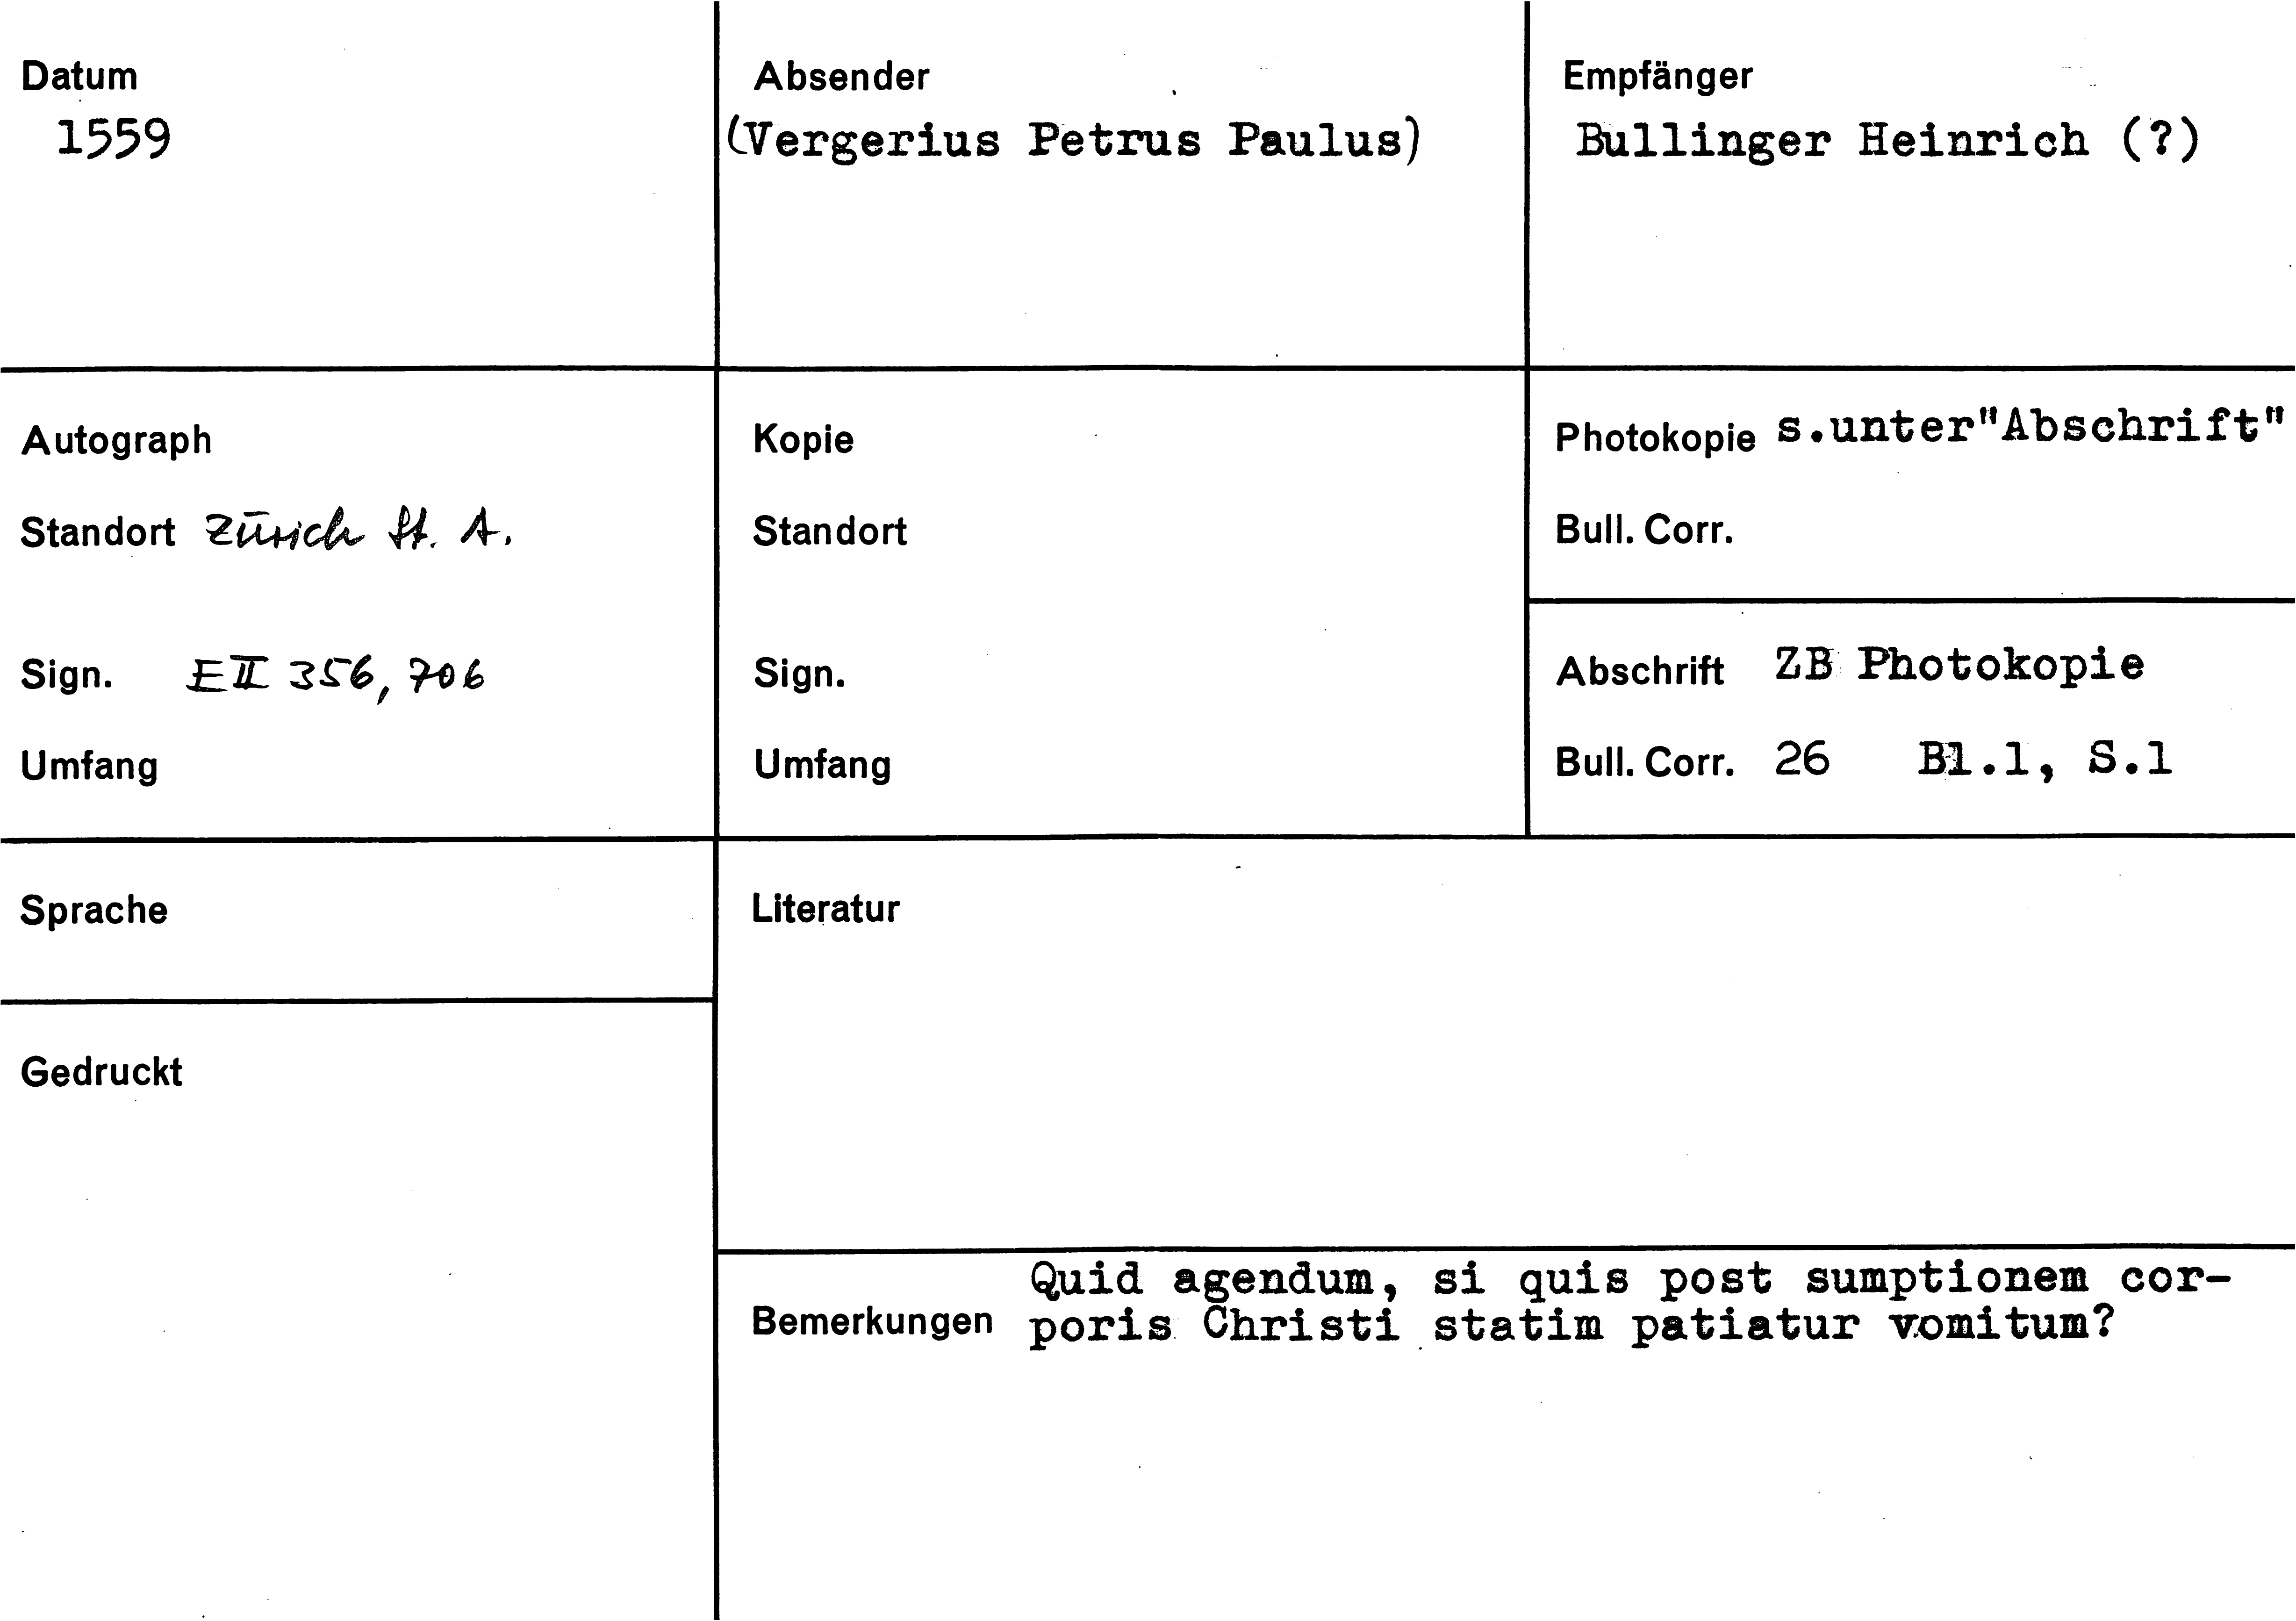 Datum
1559
Absender
(Vergerius Petrus Paulus)
Empfänger
Bullinger Heinrich (?)
Autograph
Standort Zürich St. A.
Sign. E II 356, 706
Umfang
Kopie
Standort
Sign.
Umfang
Photokopie s.unter"Abschrift"
Bull. Corr.
Abschrift ZB Photokopie
Bull. Corr. 26 Bl.1, S.1
Sprache
Gedruckt
Literatur
Quid agendum, si quis post sumptionem cor-
Bemerkungen poris Christi statim patiatur vomitum?